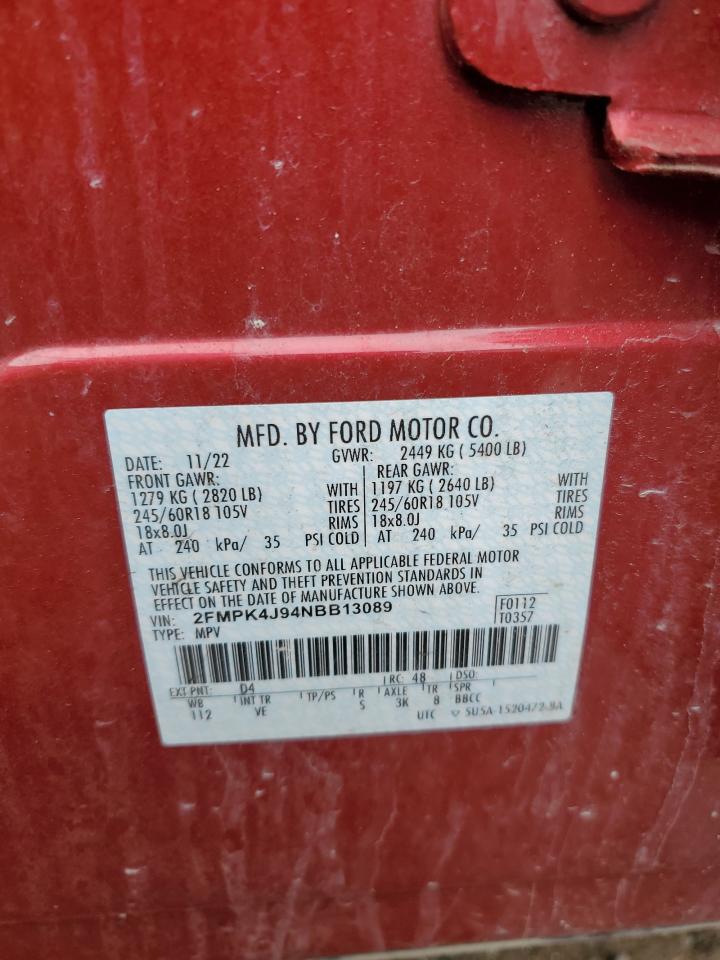 MFD. BY FORD MOTOR CO.
DATE: 11/22 GVWR: 2449 KG ( 5400 LB)
FRONT GAWR: REAR GAWR:
1279 KG ( 2820 LB) WITH 1197 KG ( 2640 LB) WITH
245/60R18 105V TIRES 245/60R18 105V TIRES
18x8.0J RIMS 18x8.0J RIMS
AT 240 kPa/ 35 PSI COLD AT 240 kPa/ 35 PSI COLD
THIS VEHICLE CONFORMS TO ALL APPLICABLE FEDERAL MOTOR
VEHICLE SAFETY AND THEFT PREVENTION STANDARDS IN
EFFECT ON THE DATE OF MANUFACTURE SHOWN ABOVE.
VIN: 2FMPK4J94NBB13089 F0112
TYPE: MPV T0357
EXT PNT: D4 RC: 48 DSO:
WB INT TR TP/PS R AXLE TR SPR
112 VE S 3K 8 BBCC
UTC ▽ SU5A-1520472-BA